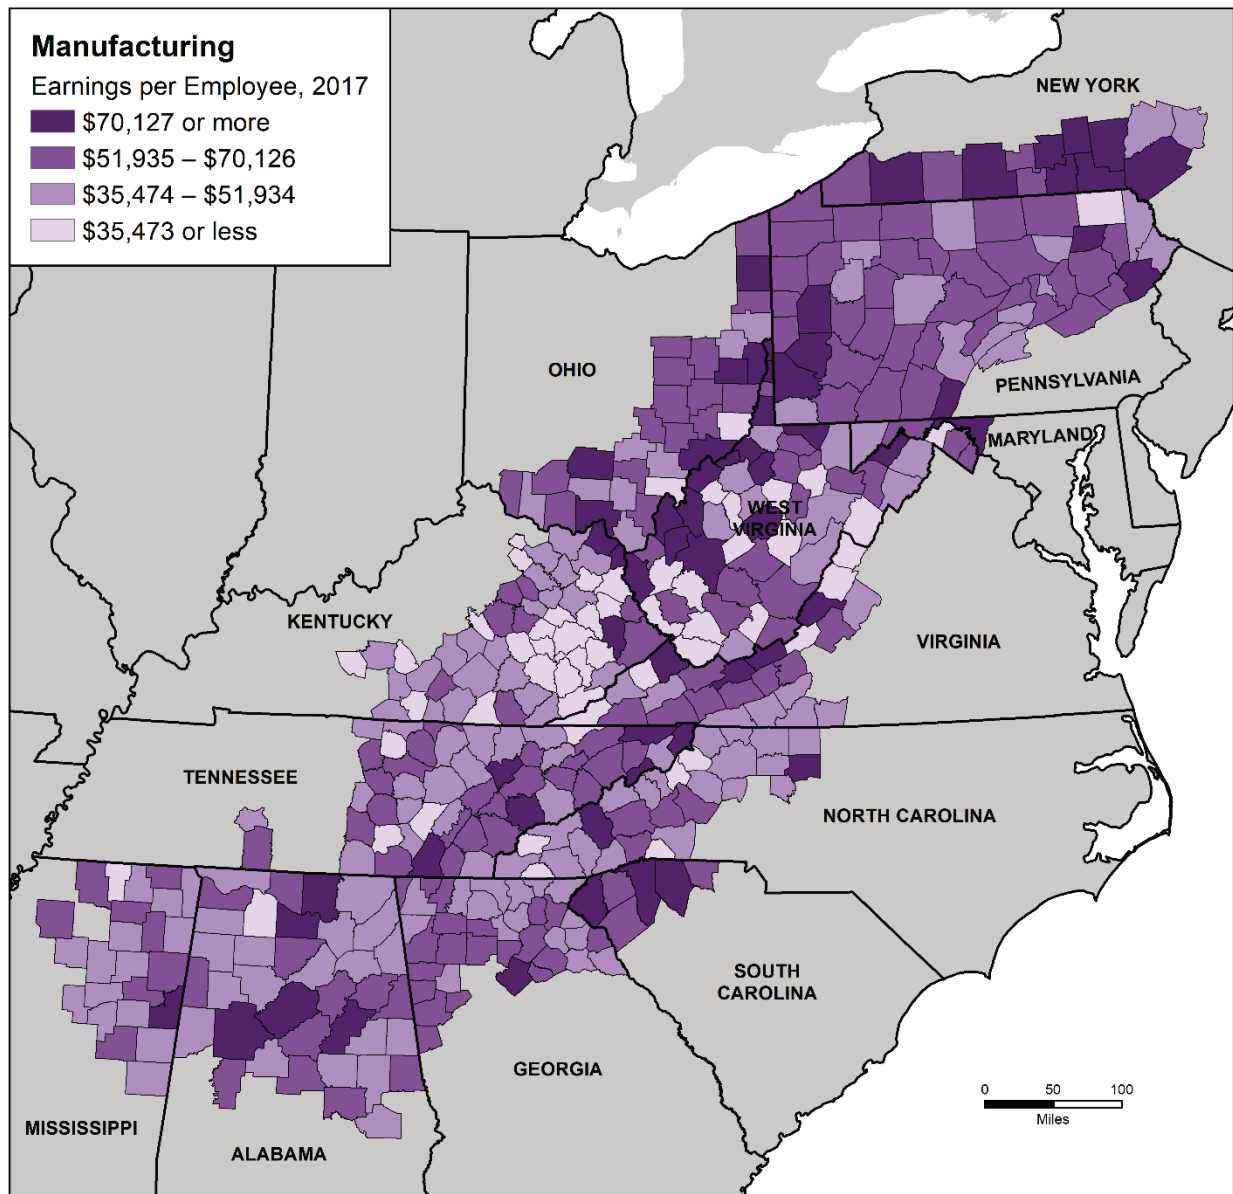 Manufacturing
Earnings per Employee, 2017
$70,127 or more
$51,935 – $70,126
$35,474 – $51,934
$35,473 or less
NEW YORK
OHIO
PENNSYLVANIA
MARYLAND
WEST
VIRGINIA
KENTUCKY
VIRGINIA
TENNESSEE
NORTH CAROLINA
SOUTH
CAROLINA
GEORGIA
MISSISSIPPI
ALABAMA
0 50 100
Miles